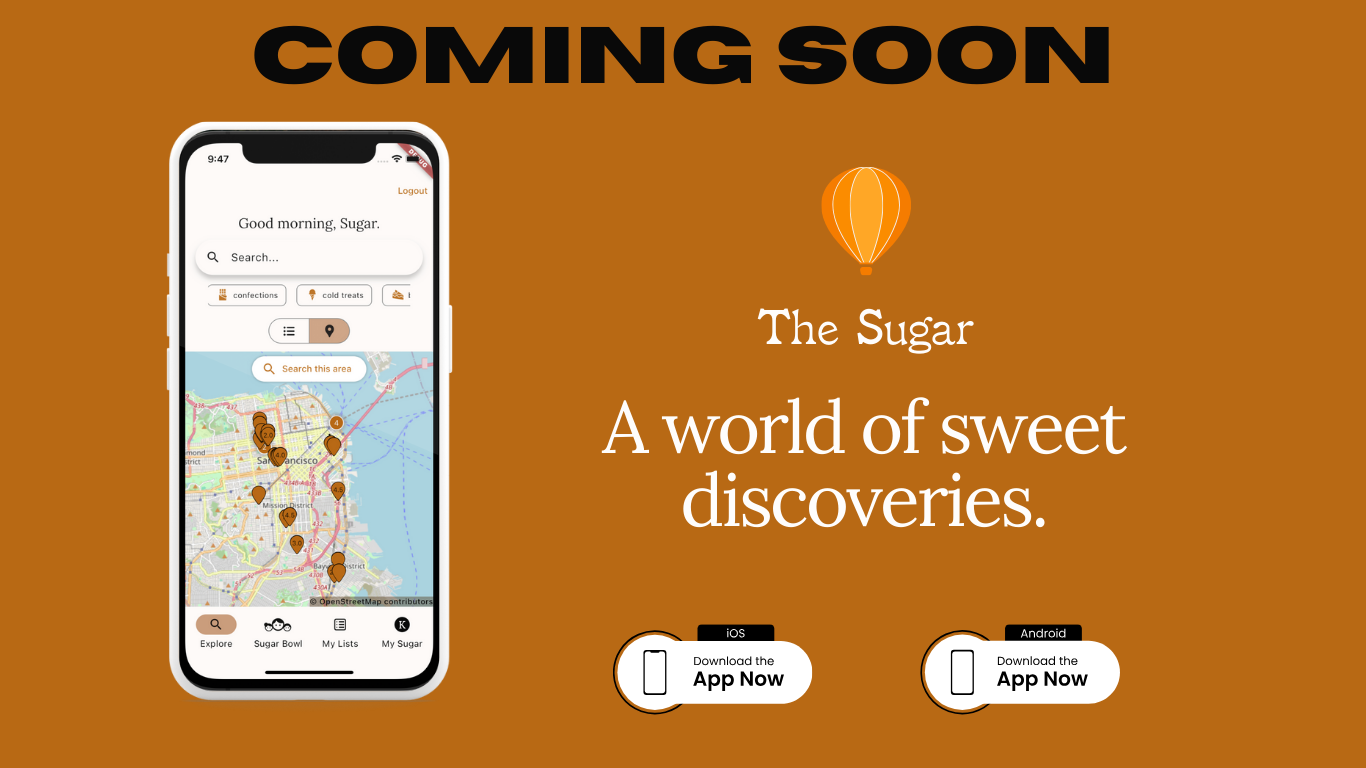 COMING SOON
9:47
Logout
Good morning, Sugar.
Search...
confections
cold treats
Search this area
4
Mission District
© OpenStreetMap contributors
Explore
Sugar Bowl
My Lists
K
My Sugar
The Sugar
A world of sweet
discoveries.
iOS
Download the
App Now
Android
Download the
App Now